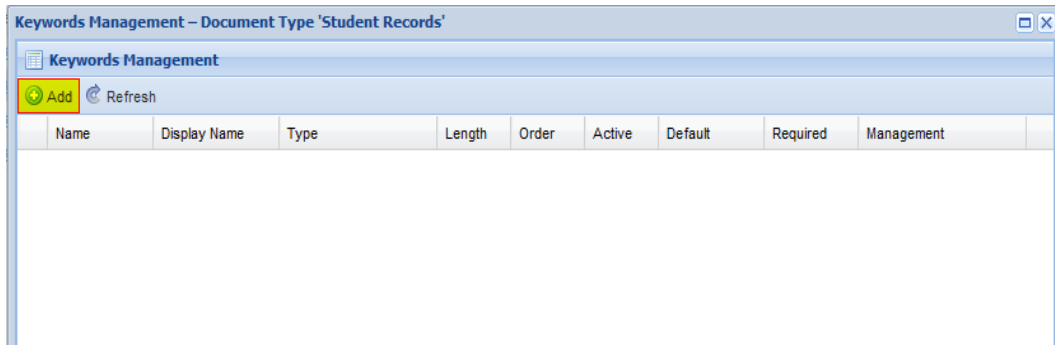 Keywords Management – Document Type 'Student Records'
Keywords Management
Add Refresh
Name Display Name Type Length Order Active Default Required Management